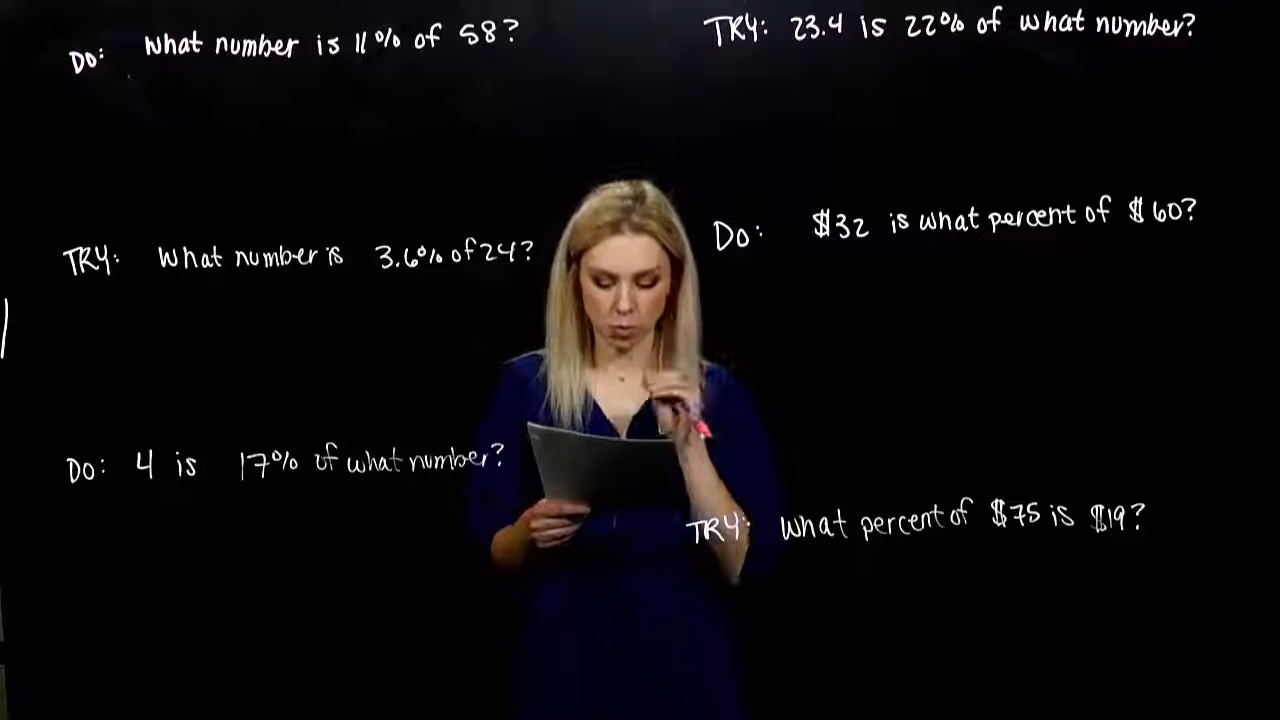 Do: What number is 11% of 58?
TRY: What number is 3.6% of 24?
Do: 4 is 17% of what number?
TRY: 23.4 is 22% of what number?
Do: $32 is what percent of $60?
TRY: What percent of $75 is $19?